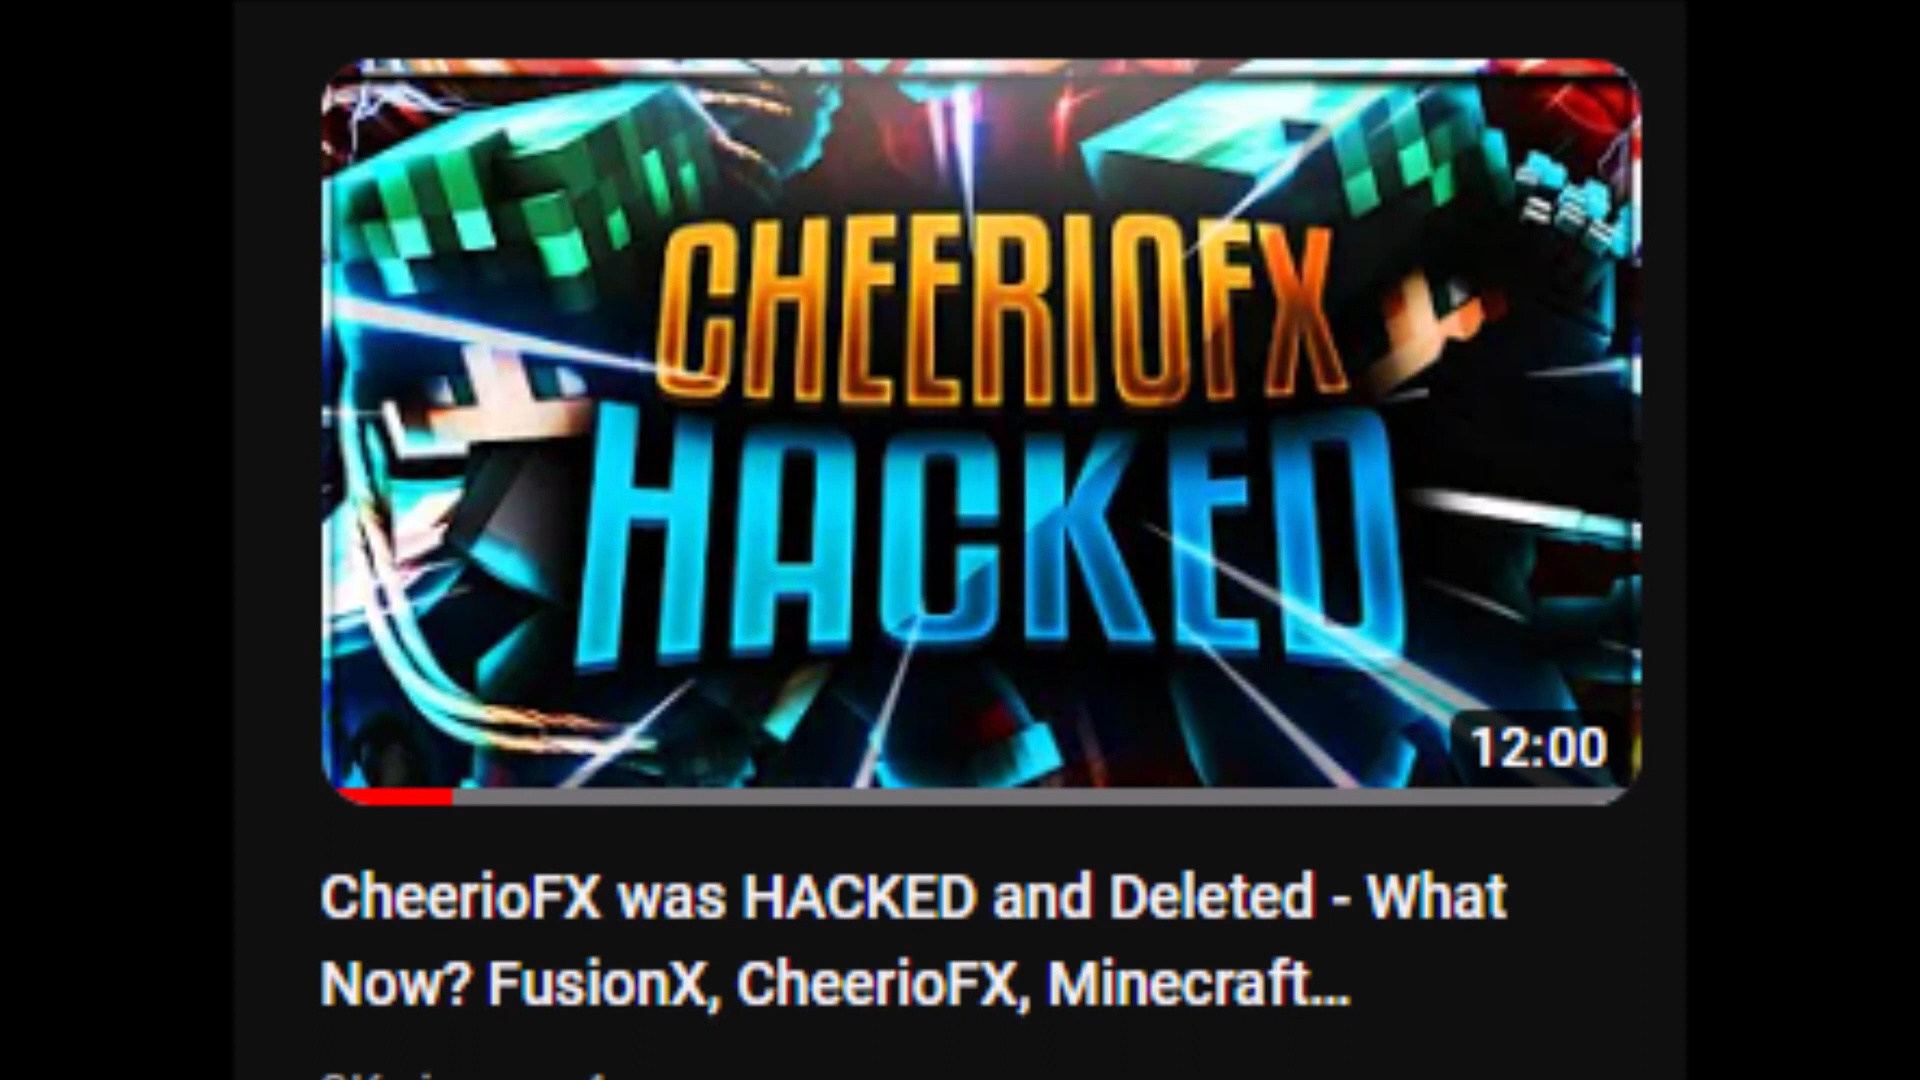 CHEERIOFX
HACKED
12:00
CheerioFX was HACKED and Deleted - What
Now? FusionX, CheerioFX, Minecraft...